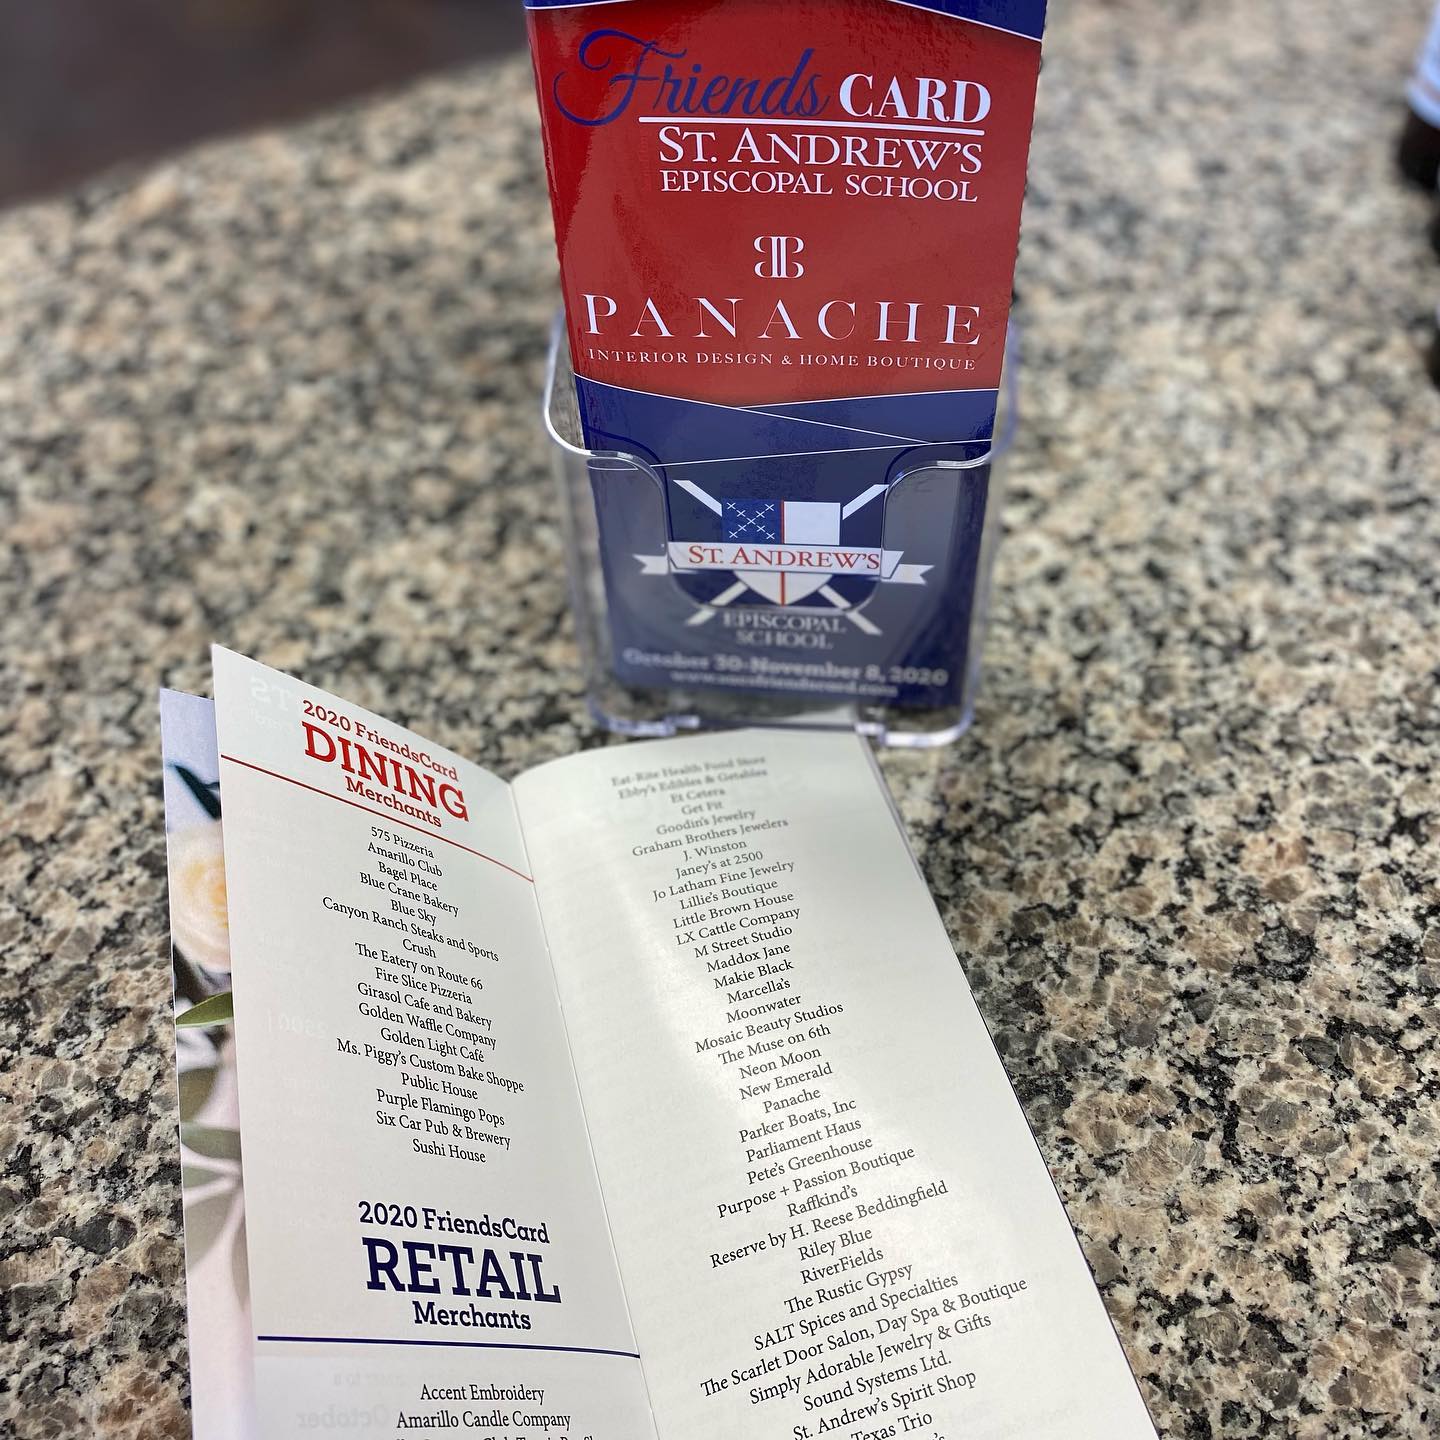 Friends CARD
ST. ANDREW'S
EPISCOPAL SCHOOL
PANACHE
INTERIOR DESIGN & HOME BOUTIQUE
ST. ANDREW'S
EPISCOPAL
SCHOOL
October 30-November 8, 2020
2020 FriendsCard
DINING
Merchants
575 Pizzeria
Amarillo Club
Bagel Place
Blue Crane Bakery
Blue Sky
Canyon Ranch Steaks and Sports
Crush
The Eatery on Route 66
Fire Slice Pizzeria
Girasol Cafe and Bakery
Golden Waffle Company
Golden Light Café
Ms. Piggy's Custom Bake Shoppe
Public House
Purple Flamingo Pops
Six Car Pub & Brewery
Sushi House
2020 FriendsCard
RETAIL
Merchants
Accent Embroidery
Amarillo Candle Company
Eat-Rite Health Food Store
Ebby's Edibles & Getables
Et Cetera
Get Fit
Goodin's Jewelry
Graham Brothers Jewelers
J. Winston
Janey's at 2500
Jo Latham Fine Jewelry
Lillie's Boutique
Little Brown House
LX Cattle Company
M Street Studio
Maddox Jane
Makie Black
Marcella's
Moonwater
Mosaic Beauty Studios
The Muse on 6th
Neon Moon
New Emerald
Panache
Parker Boats, Inc
Parliament Haus
Pete's Greenhouse
Purpose + Passion Boutique
Raffkind's
Reserve by H. Reese Beddingfield
Riley Blue
RiverFields
The Rustic Gypsy
SALT Spices and Specialties
The Scarlet Door Salon, Day Spa & Boutique
Simply Adorable Jewelry & Gifts
Sound Systems Ltd.
St. Andrew's Spirit Shop
Texas Trio